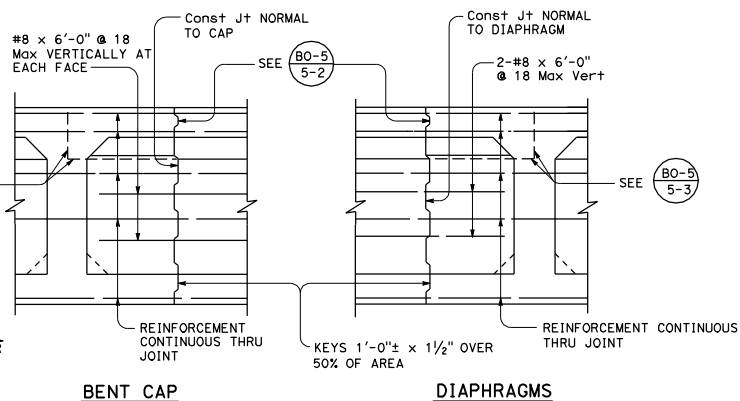 #8 x 6'-0" @ 18
Max VERTICALLY AT
EACH FACE
Const Jt NORMAL
TO CAP
SEE
BO-5
5-2
Const Jt NORMAL
TO DIAPHRAGM
2-#8 x 6'-0"
@ 18 Max Vert
SEE
BO-5
5-3
REINFORCEMENT
CONTINUOUS THRU
JOINT
KEYS 1'-0"± x 1½" OVER
50% OF AREA
REINFORCEMENT CONTINUOUS
THRU JOINT
BENT CAP
DIAPHRAGMS